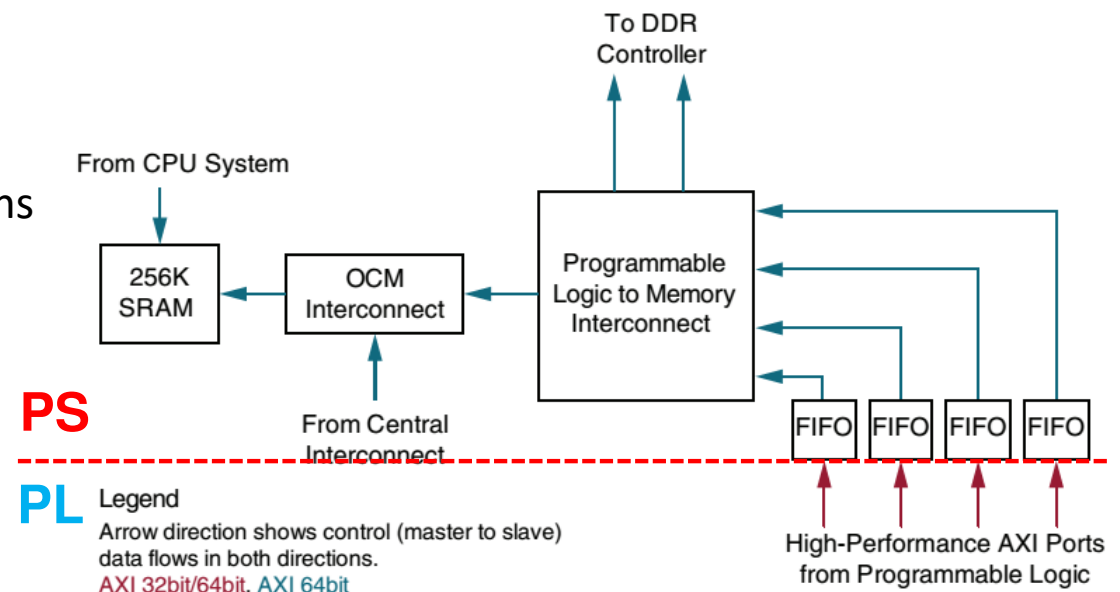 To DDR
Controller
From CPU System
ns
256K
SRAM
OCM
Interconnect
Programmable
Logic to Memory
Interconnect
From Central
Interconnect
PS
FIFO FIFO FIFO FIFO
PL
Legend
Arrow direction shows control (master to slave)
data flows in both directions.
AXI 32bit/64bit, AXI 64bit
High-Performance AXI Ports
from Programmable Logic